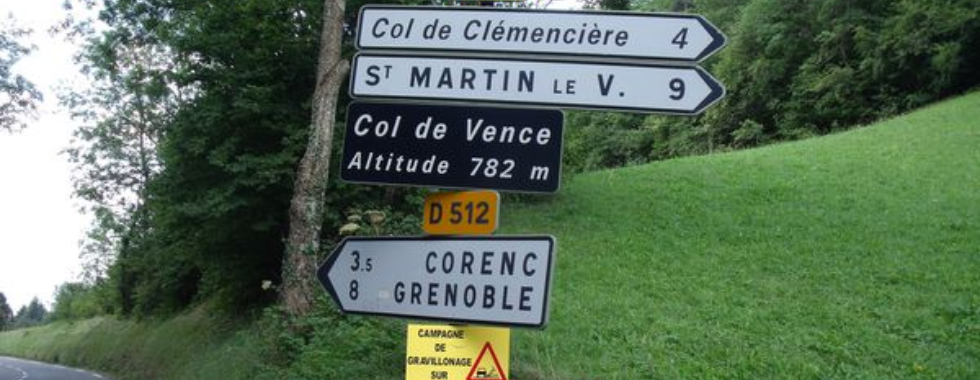 Col de Clémencière 4
ST MARTIN LE V. 9
Col de Vence
Altitude 782 m
D 512
3.5 CORENC
8 GRENOBLE
CAMPAGNE
DE
GRAVILLONAGE
SUR